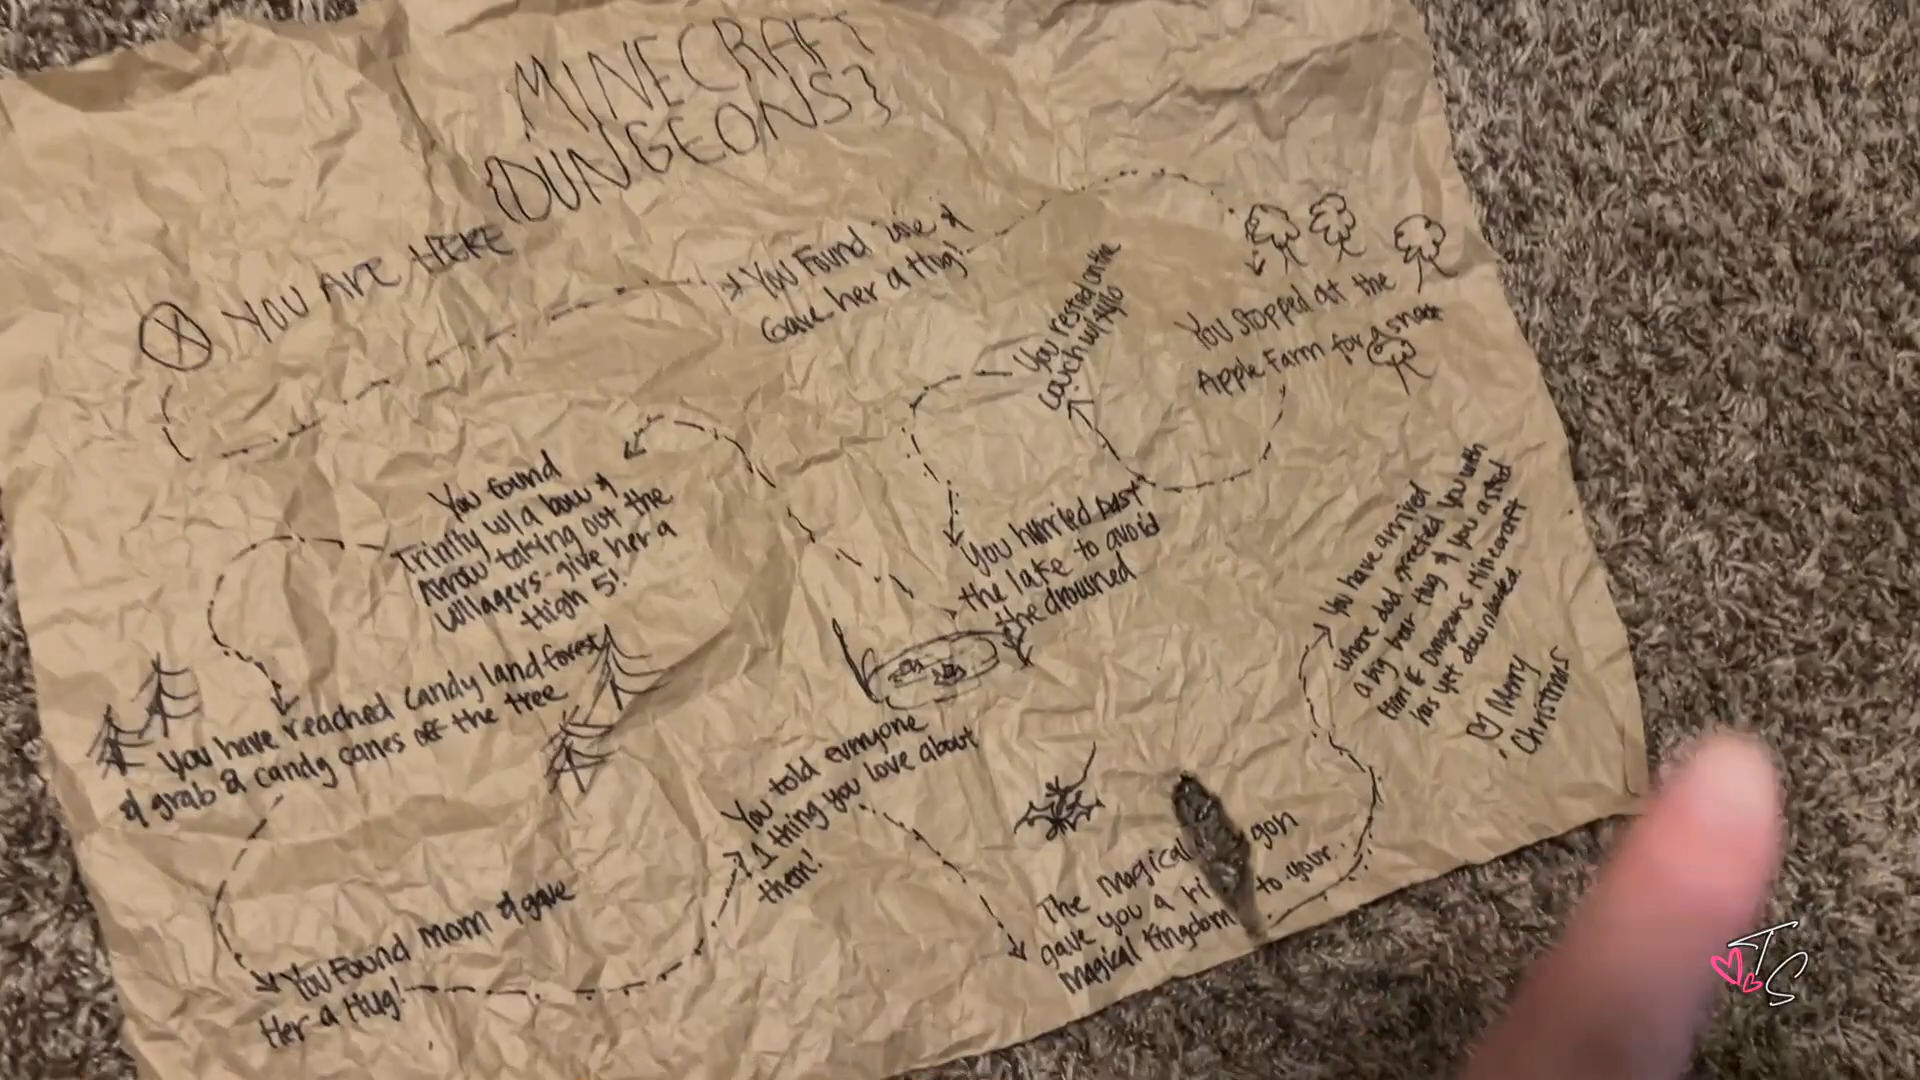 MINECRAFT
{DUNGEONS}
X YOU ARE HERE
You Found &
Gave her a Hug!
You stopped at the
Apple Farm for a snack
You rested on the
couch w/
You hurried past
the lake to avoid
the drowned
You found
Trinity w/a bow &
Arrow taking out the
villagers-give her a
High 5!
You have reached candy land forest
& grab 2 candy canes off the tree
You Found mom & gave
Her a Hug!
You told everyone
1 thing you love about
them!
The magical gon
gave you a ri to your..
magical Kingdom
You have arrived
where dad greeted you with
a big bear Hug & you asked
Him if Dungeons Minecraft
has yet downloaded.
Merry
Christmas
TS